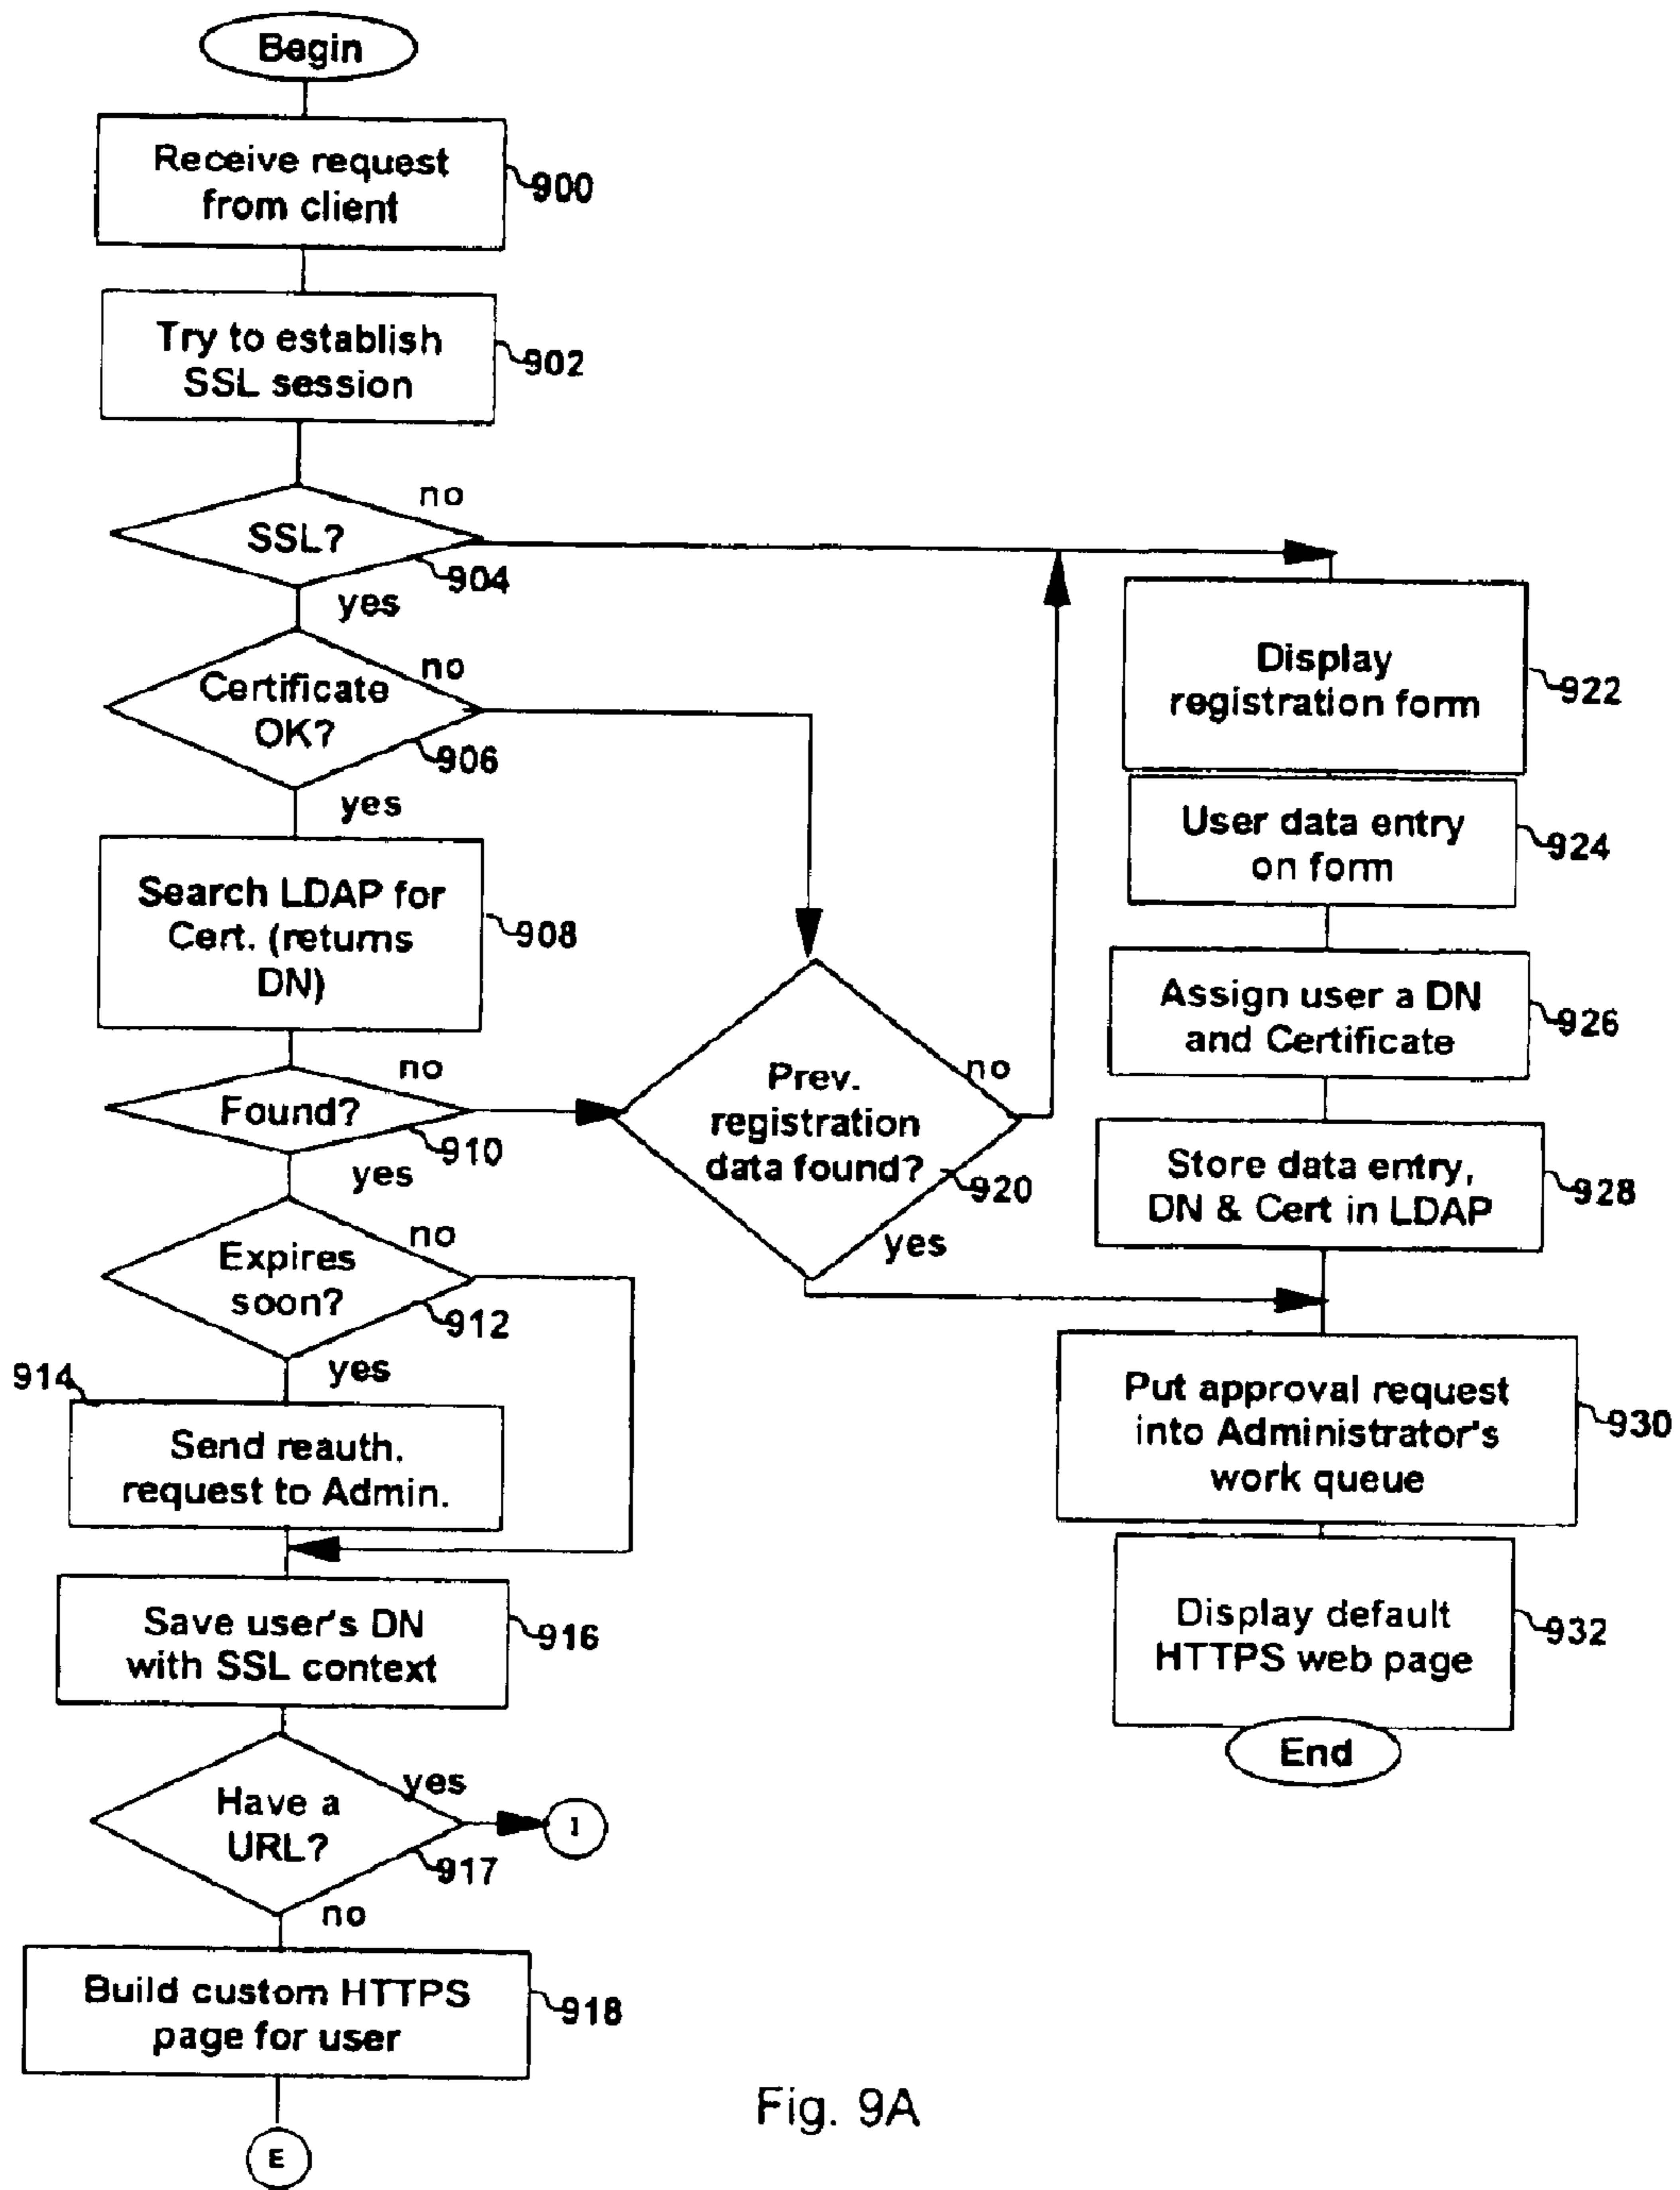 Begin
Receive request
from client
900
Try to establish
SSL session
902
no
SSL?
904
yes
no
Certificate
OK?
906
yes
Search LDAP for
Cert. (returns
DN)
908
no
Found?
910
yes
no
Expires
soon?
912
yes
914
Send reauth.
request to Admin.
Save user's DN
with SSL context
916
yes
Have a
URL?
917
I
no
Build custom HTTPS
page for user
918
E
Prev.
registration
data found?
no
920
yes
Display
registration form
922
User data entry
on form
924
Assign user a DN
and Certificate
926
Store data entry,
DN & Cert in LDAP
928
Put approval request
into Administrator's
work queue
930
Display default
HTTPS web page
932
End
Fig. 9A